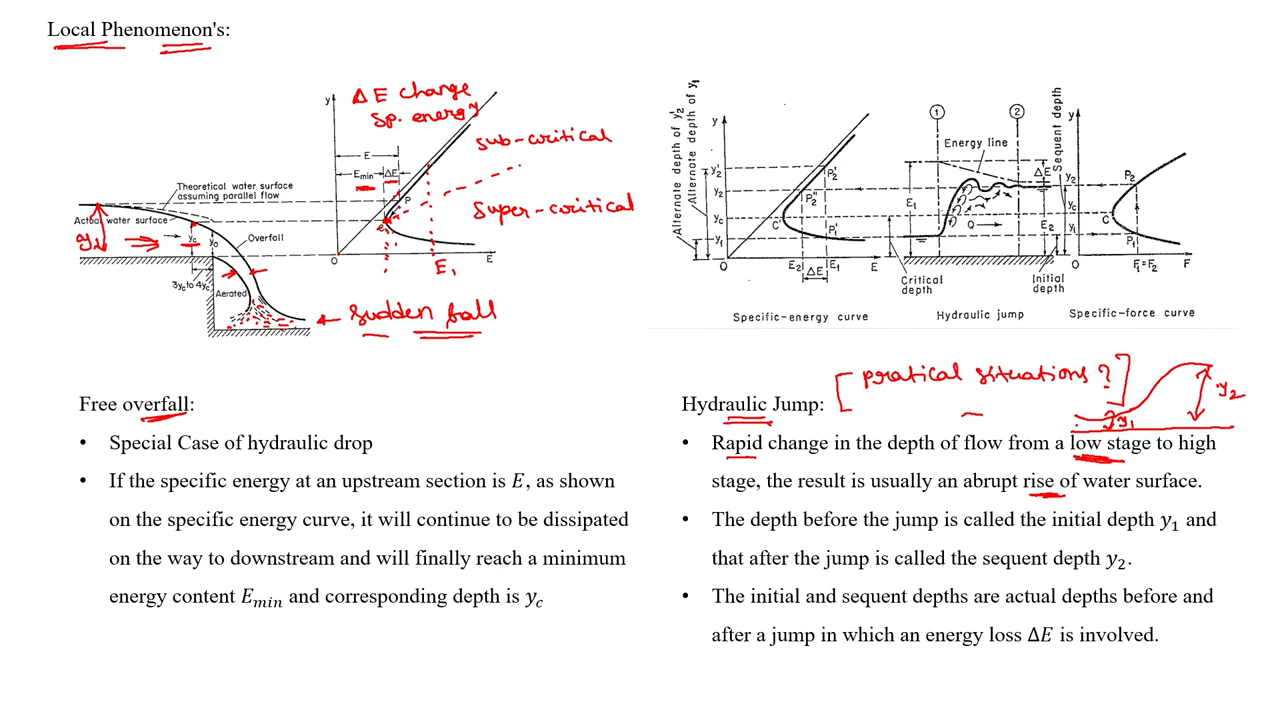 Local Phenomenon's:
Δ E change
Sp. energy
sub-critical
Super-critical
y
E
Emin
ΔE
P
C
O
E1
E
Theoretical water surface
assuming parallel flow
Actual water surface
y1
yc
yo
Overfall
3yc to 4yc
Aerated
← sudden fall
Alternate depth of y2'
Alternate depth of y1
y
y2'
y2
yc
y1
P2'
P2"
C'
P1'
O
E2
E1
E
ΔE
Specific-energy curve
1
2
Energy line
ΔE
E1
E2
Q
Critical
depth
Initial
depth
Hydraulic jump
Sequent depth
y
y2
yc
y1
P2
C
P1
O
F1=F2
F
Specific-force curve
[pratical situations?]
y1
y2
Free overfall:
• Special Case of hydraulic drop
• If the specific energy at an upstream section is E, as shown
on the specific energy curve, it will continue to be dissipated
on the way to downstream and will finally reach a minimum
energy content Emin and corresponding depth is yc
Hydraulic Jump:
• Rapid change in the depth of flow from a low stage to high
stage, the result is usually an abrupt rise of water surface.
• The depth before the jump is called the initial depth y1 and
that after the jump is called the sequent depth y2.
• The initial and sequent depths are actual depths before and
after a jump in which an energy loss ΔE is involved.